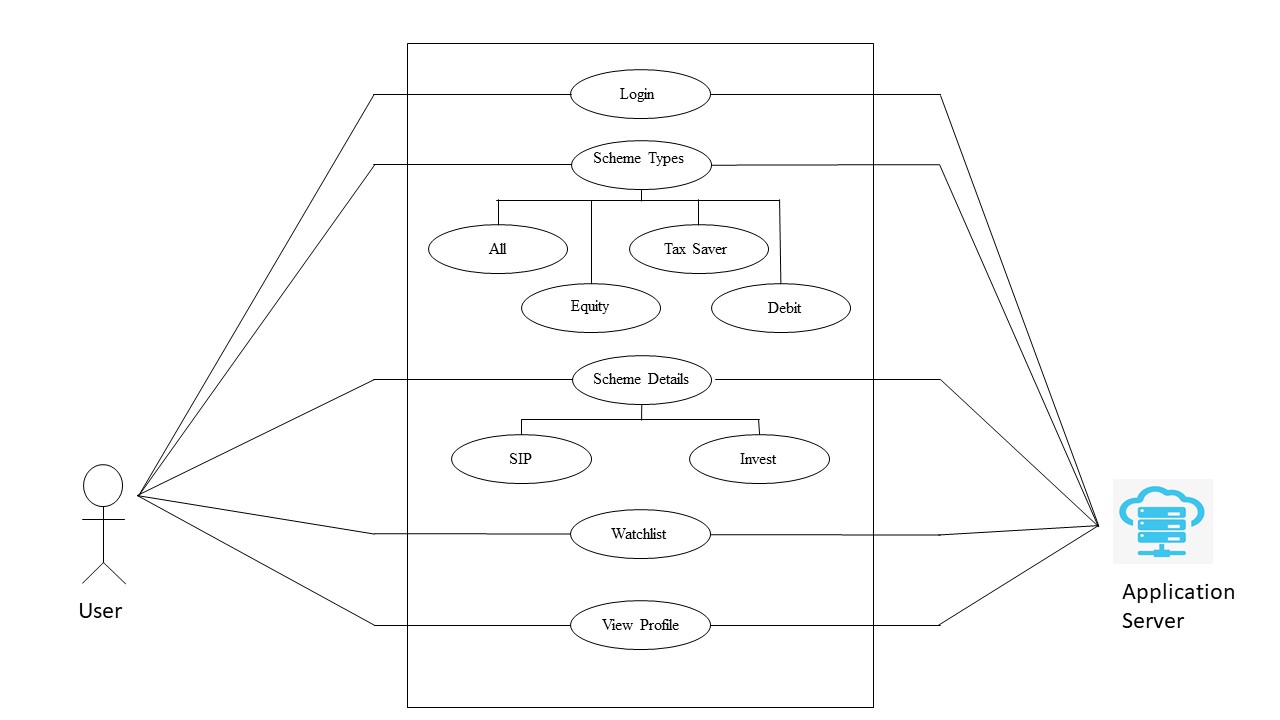 Login
Scheme Types
All
Tax Saver
Equity
Debit
Scheme Details
SIP
Invest
Watchlist
View Profile
User
Application
Server